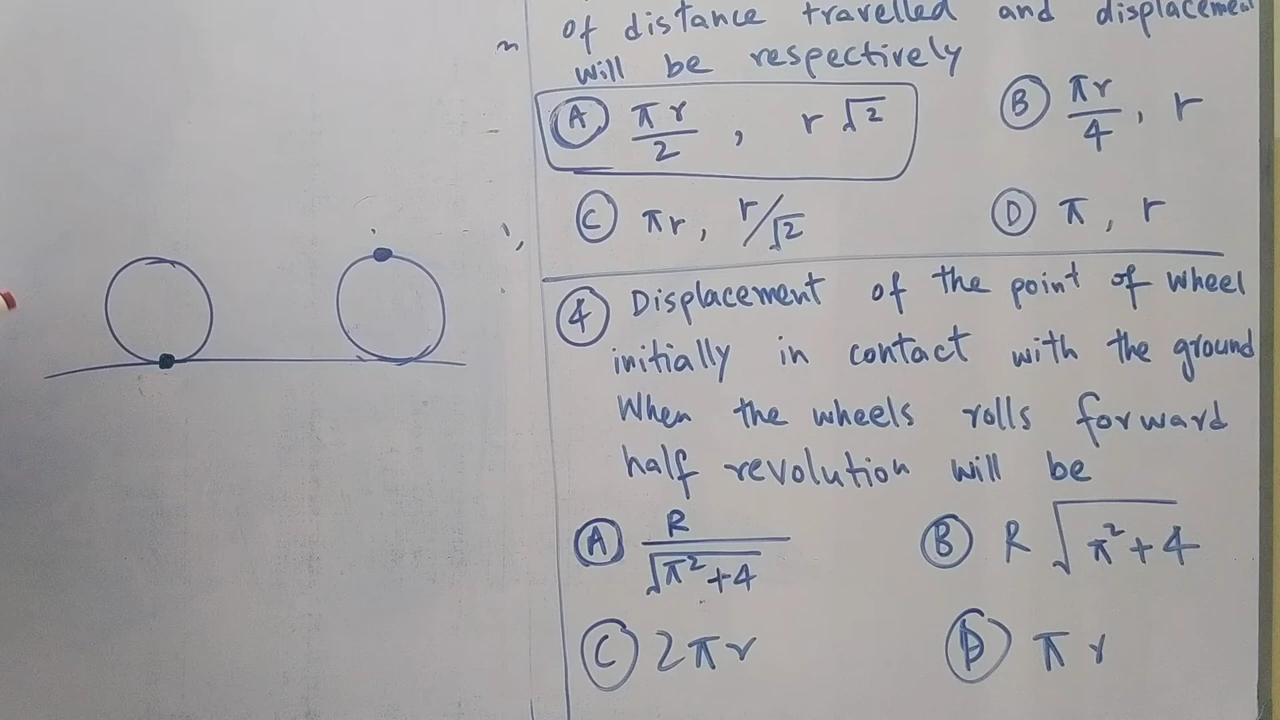 of distance travelled and displacement
will be respectively
Ⓐ πr/2 , r√2
Ⓑ πr/4 , r
Ⓒ πr, r/√2
Ⓓ π, r
④ Displacement of the point of wheel
initially in contact with the ground
When the wheels rolls forward
half revolution will be
Ⓐ R/√(π²+4)
Ⓑ R√(π²+4)
Ⓒ 2πr
Ⓓ πr